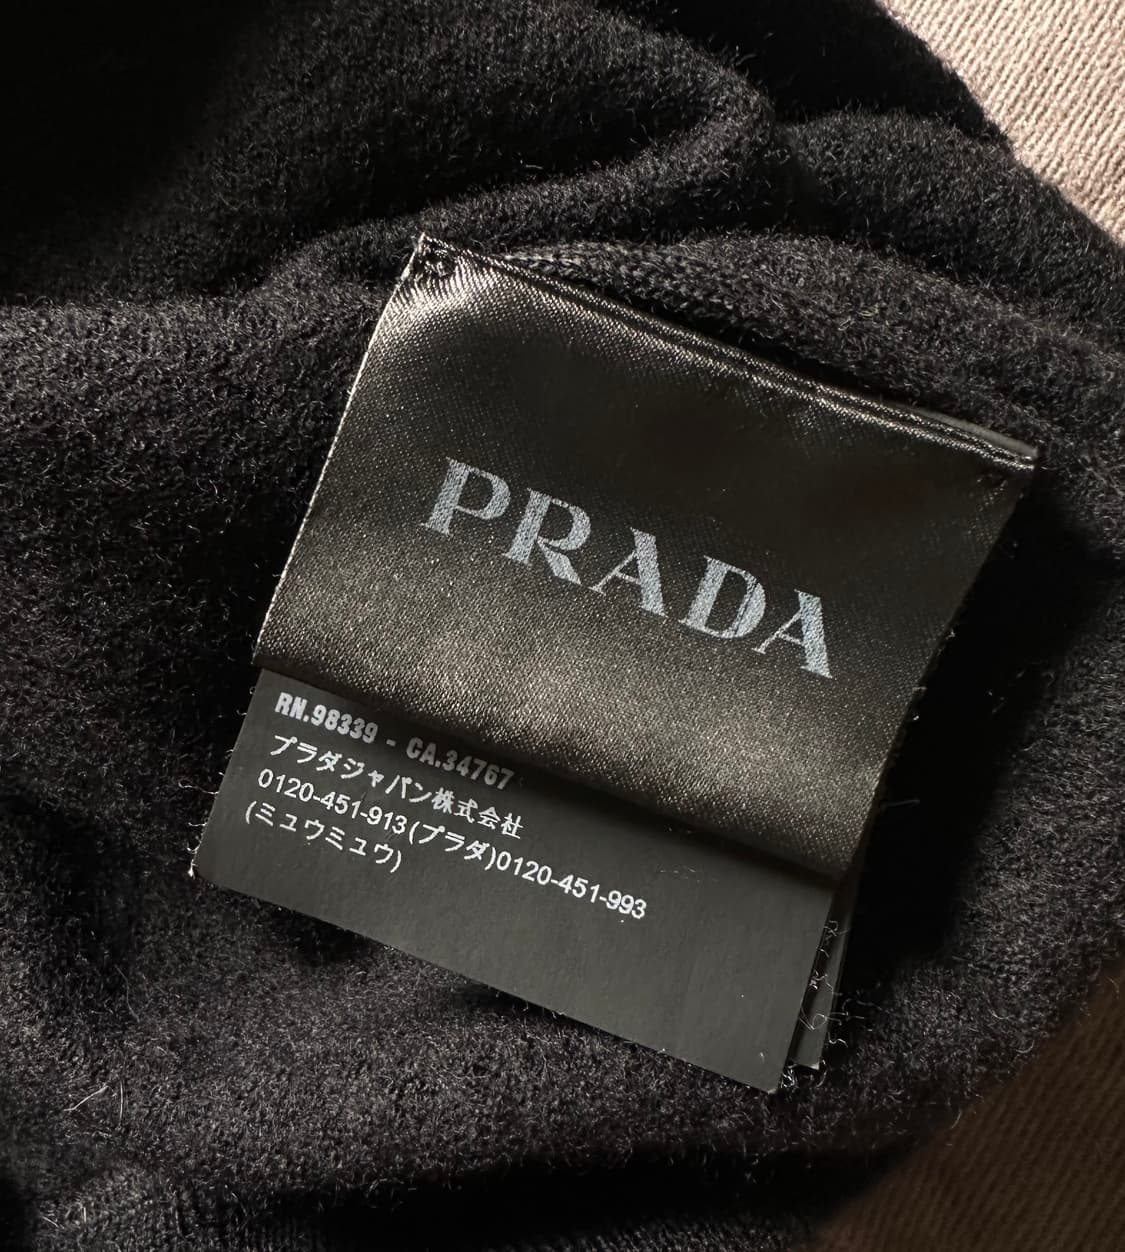 PRADA
RN.98339 - CA.34767
プラダジャパン株式会社
0120-451-913(プラダ)0120-451-993
(ミュウミュウ)